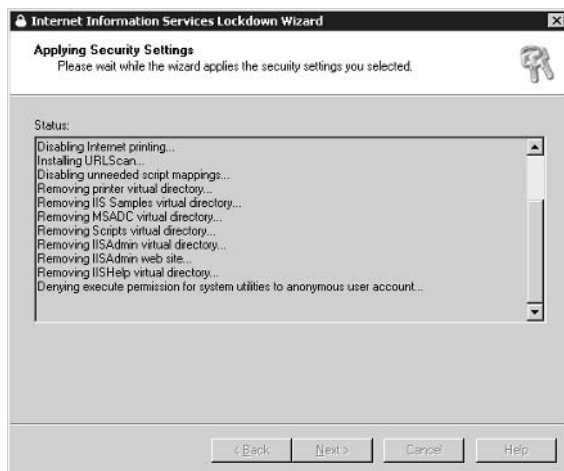 Internet Information Services Lockdown Wizard
Applying Security Settings
Please wait while the wizard applies the security settings you selected.
Status:
Disabling Internet printing...
Installing URLScan...
Disabling unneeded script mappings...
Removing printer virtual directory...
Removing IIS Samples virtual directory...
Removing MSADC virtual directory...
Removing Scripts virtual directory...
Removing IISAdmin virtual directory...
Removing IISAdmin web site...
Removing IISHelp virtual directory...
Denying execute permission for system utilities to anonymous user account...
< Back Next > Cancel Help